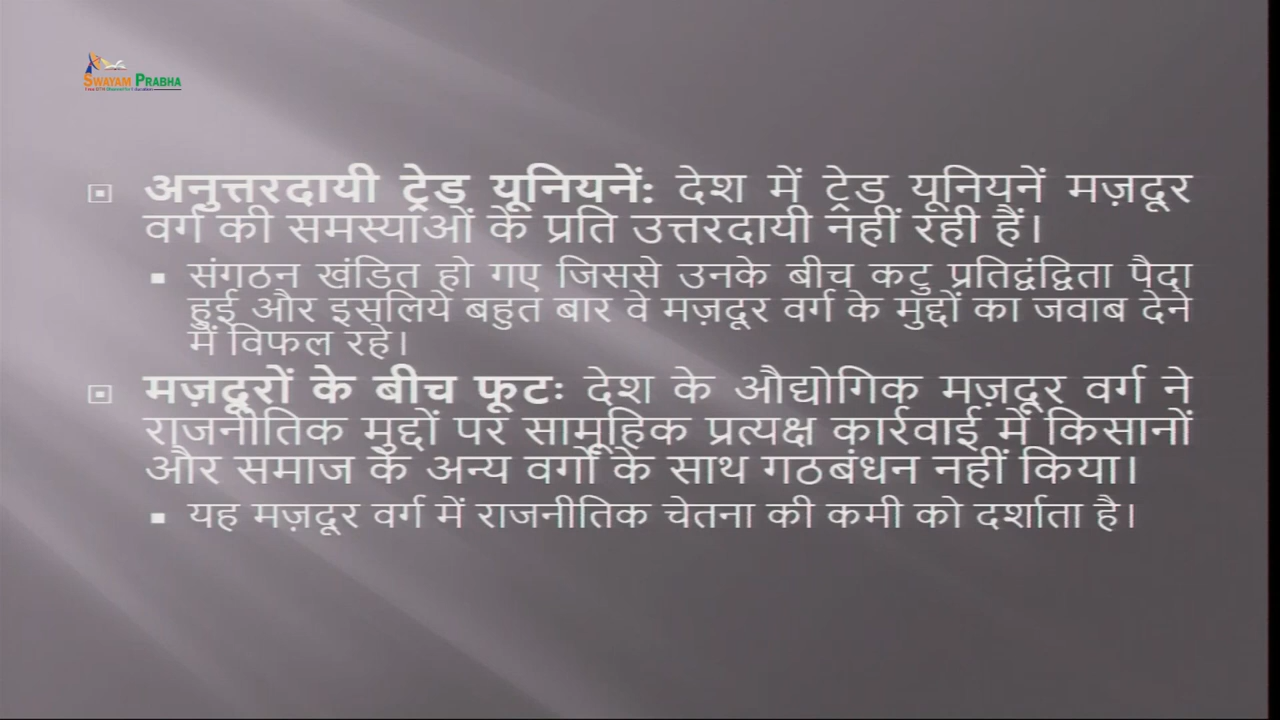 SWAYAM PRABHA
अनुत्तरदायी ट्रेड यूनियनें: देश में ट्रेड यूनियनें मज़दूर
वर्ग की समस्याओं के प्रति उत्तरदायी नहीं रही हैं।
संगठन खंडित हो गए जिससे उनके बीच कटु प्रतिद्वंद्विता पैदा
हुई और इसलिये बहुत बार वे मज़दूर वर्ग के मुद्दों का जवाब देने
में विफल रहे।
मज़दूरों के बीच फूट: देश के औद्योगिक मज़दूर वर्ग ने
राजनीतिक मुद्दों पर सामूहिक प्रत्यक्ष कार्रवाई में किसानों
और समाज के अन्य वर्गों के साथ गठबंधन नहीं किया।
यह मज़दूर वर्ग में राजनीतिक चेतना की कमी को दर्शाता है।